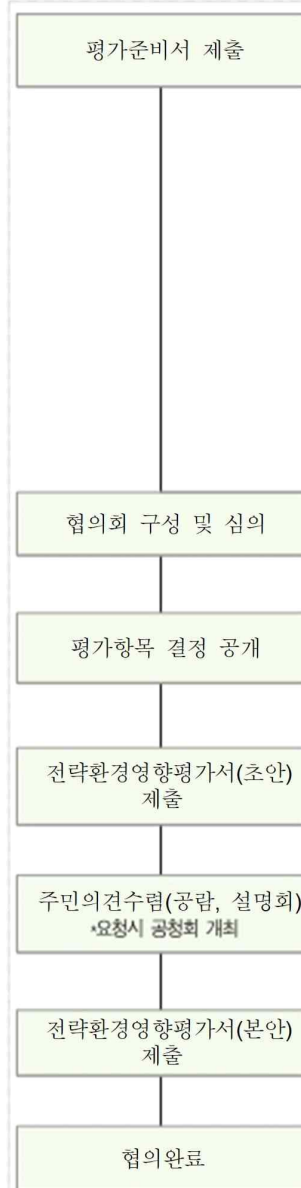 평가준비서 제출
협의회 구성 및 심의
평가항목 결정 공개
전략환경영향평가서(초안)
제출
주민의견수렴(공람, 설명회)
*요청시 공청회 개최
전략환경영향평가서(본안)
제출
협의완료